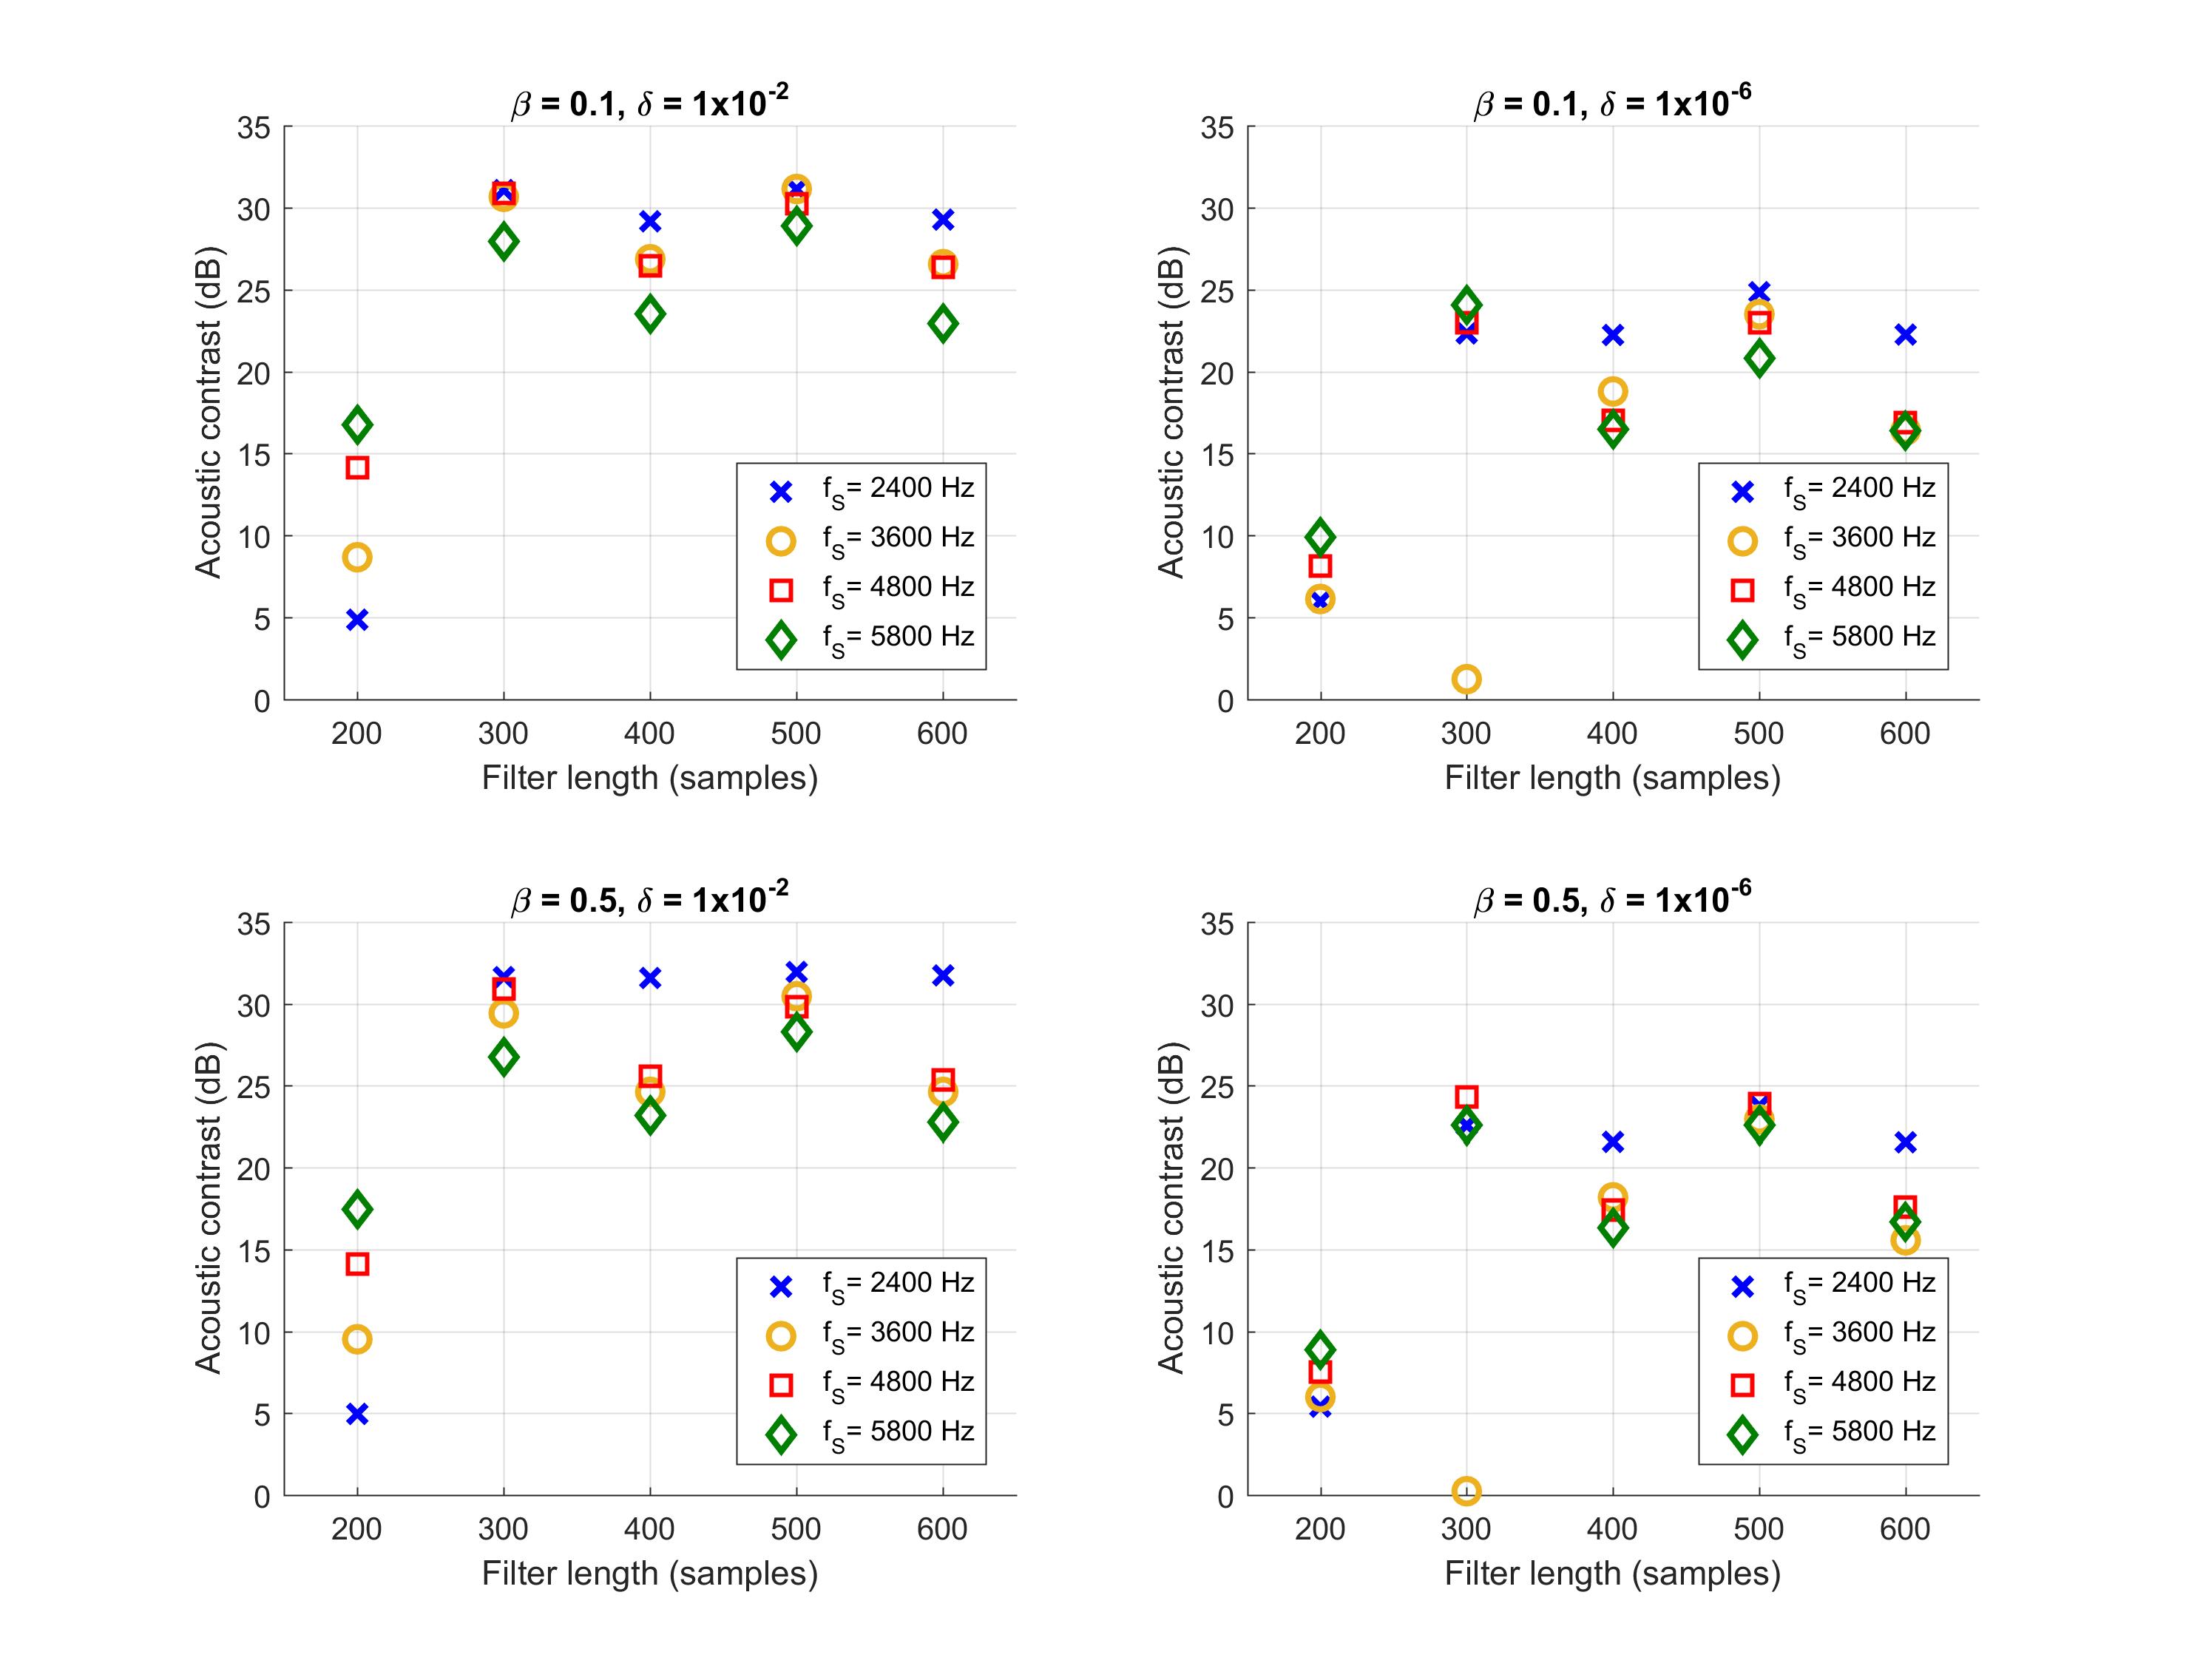 β = 0.1, δ = 1x10-2
35
30
25
20
15
10
5
0
Acoustic contrast (dB)
200 300 400 500 600
Filter length (samples)
fS= 2400 Hz
fS= 3600 Hz
fS= 4800 Hz
fS= 5800 Hz
β = 0.1, δ = 1x10-6
35
30
25
20
15
10
5
0
Acoustic contrast (dB)
200 300 400 500 600
Filter length (samples)
fS= 2400 Hz
fS= 3600 Hz
fS= 4800 Hz
fS= 5800 Hz
β = 0.5, δ = 1x10-2
35
30
25
20
15
10
5
0
Acoustic contrast (dB)
200 300 400 500 600
Filter length (samples)
fS= 2400 Hz
fS= 3600 Hz
fS= 4800 Hz
fS= 5800 Hz
β = 0.5, δ = 1x10-6
35
30
25
20
15
10
5
0
Acoustic contrast (dB)
200 300 400 500 600
Filter length (samples)
fS= 2400 Hz
fS= 3600 Hz
fS= 4800 Hz
fS= 5800 Hz